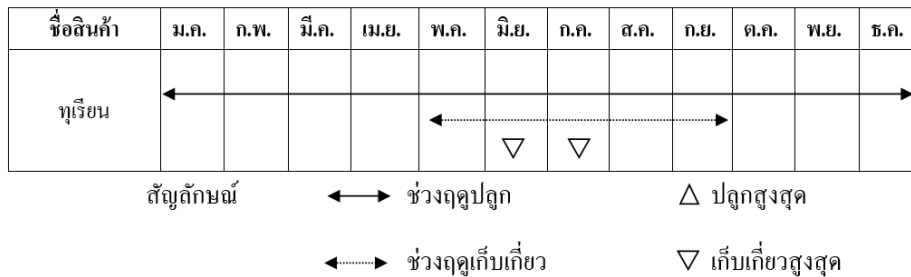 ชื่อสินค้า ม.ค. ก.พ. มี.ค. เม.ย. พ.ค. มิ.ย. ก.ค. ส.ค. ก.ย. ต.ค. พ.ย. ธ.ค.
ทุเรียน
สัญลักษณ์ ช่วงฤดูปลูก ปลูกสูงสุด
ช่วงฤดูเก็บเกี่ยว เก็บเกี่ยวสูงสุด